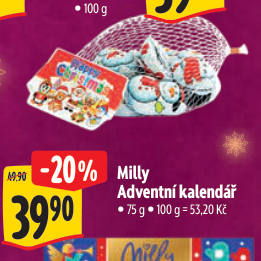 • 100 g
Happy
Christmas
-20%
49.90
39 90
Milly
Adventní kalendář
• 75 g • 100 g = 53,20 Kč
Milly